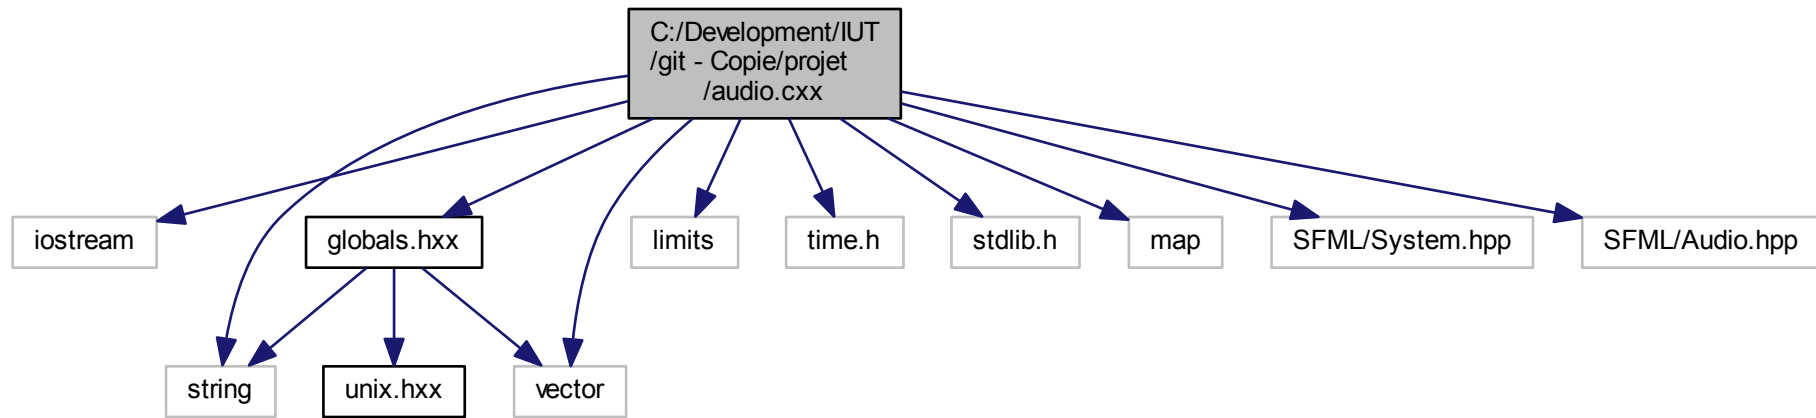 C:/Development/IUT
/git - Copie/projet
/audio.cxx
iostream
globals.hxx
limits
time.h
stdlib.h
map
SFML/System.hpp
SFML/Audio.hpp
string
unix.hxx
vector